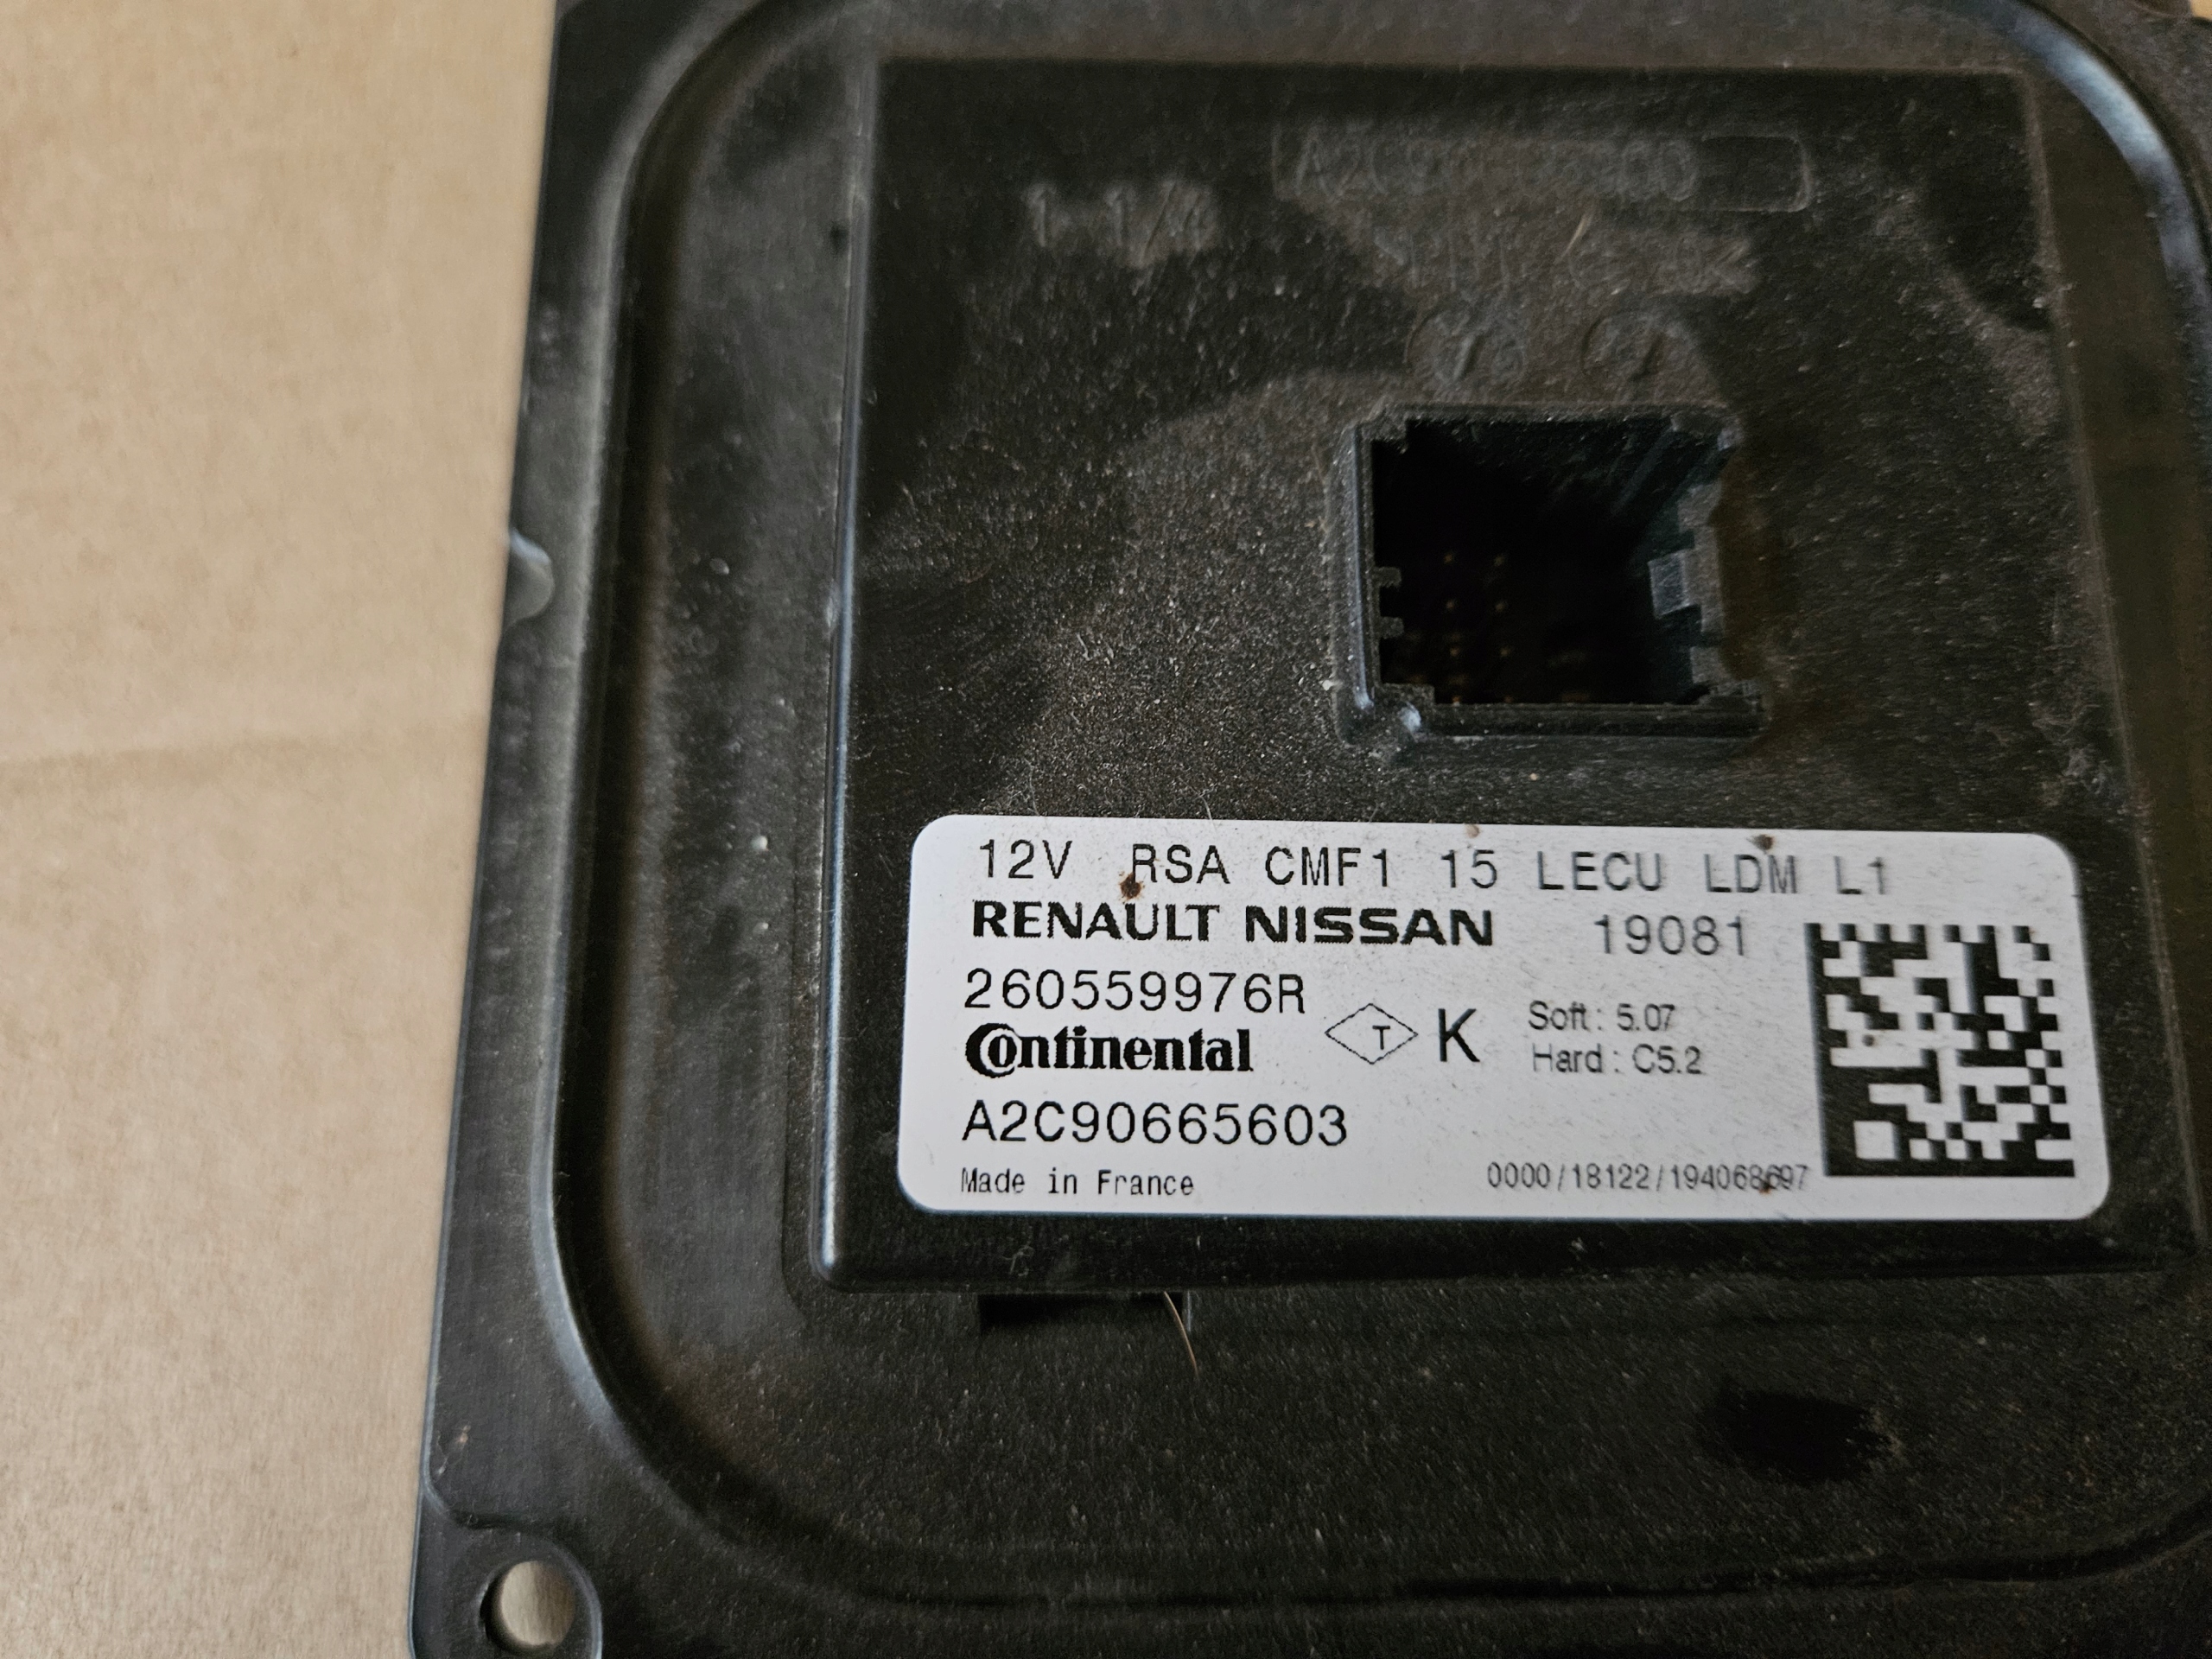 12V RSA CMF1 15 LECU LDM L1
RENAULT NISSAN 19081
260559976R
Continental T K Soft: 5.07
Hard: C5.2
A2C90665603
Made in France 0000/18122/194068697